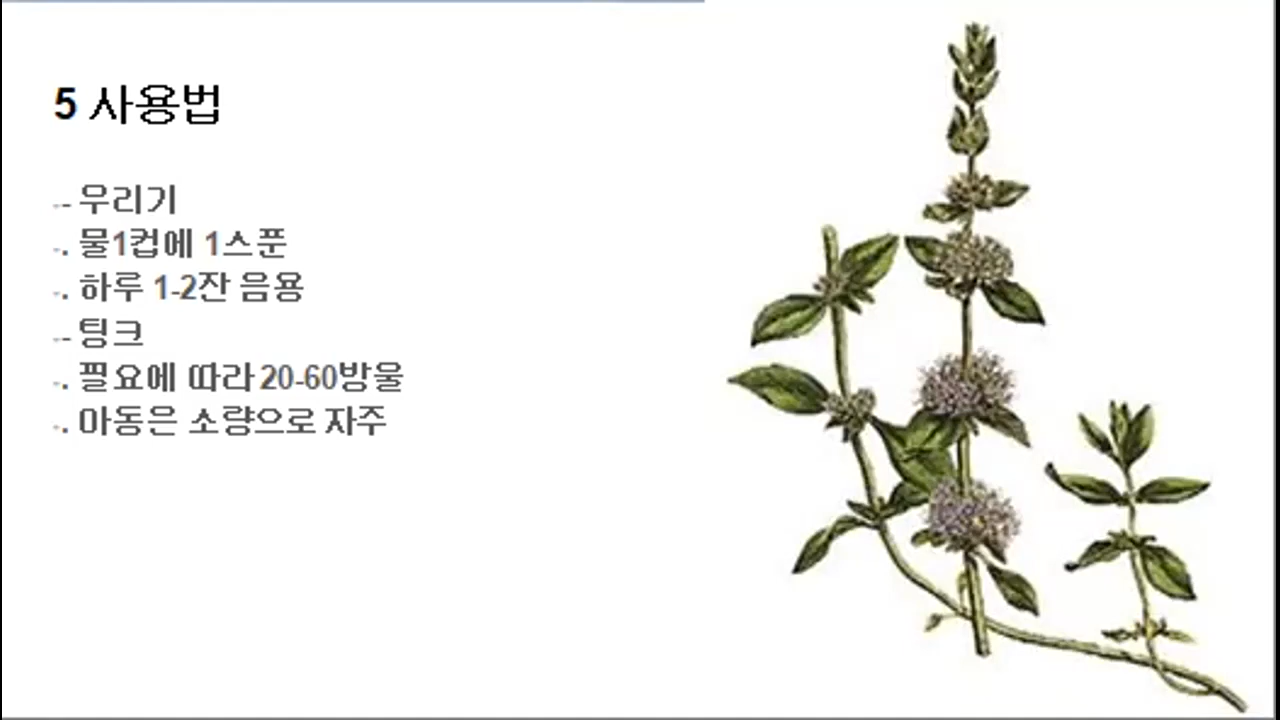 5 사용법
-- 우리기
-. 물1컵에 1스푼
-. 하루 1-2잔 음용
-- 팅크
-. 필요에 따라 20-60방울
-. 아동은 소량으로 자주